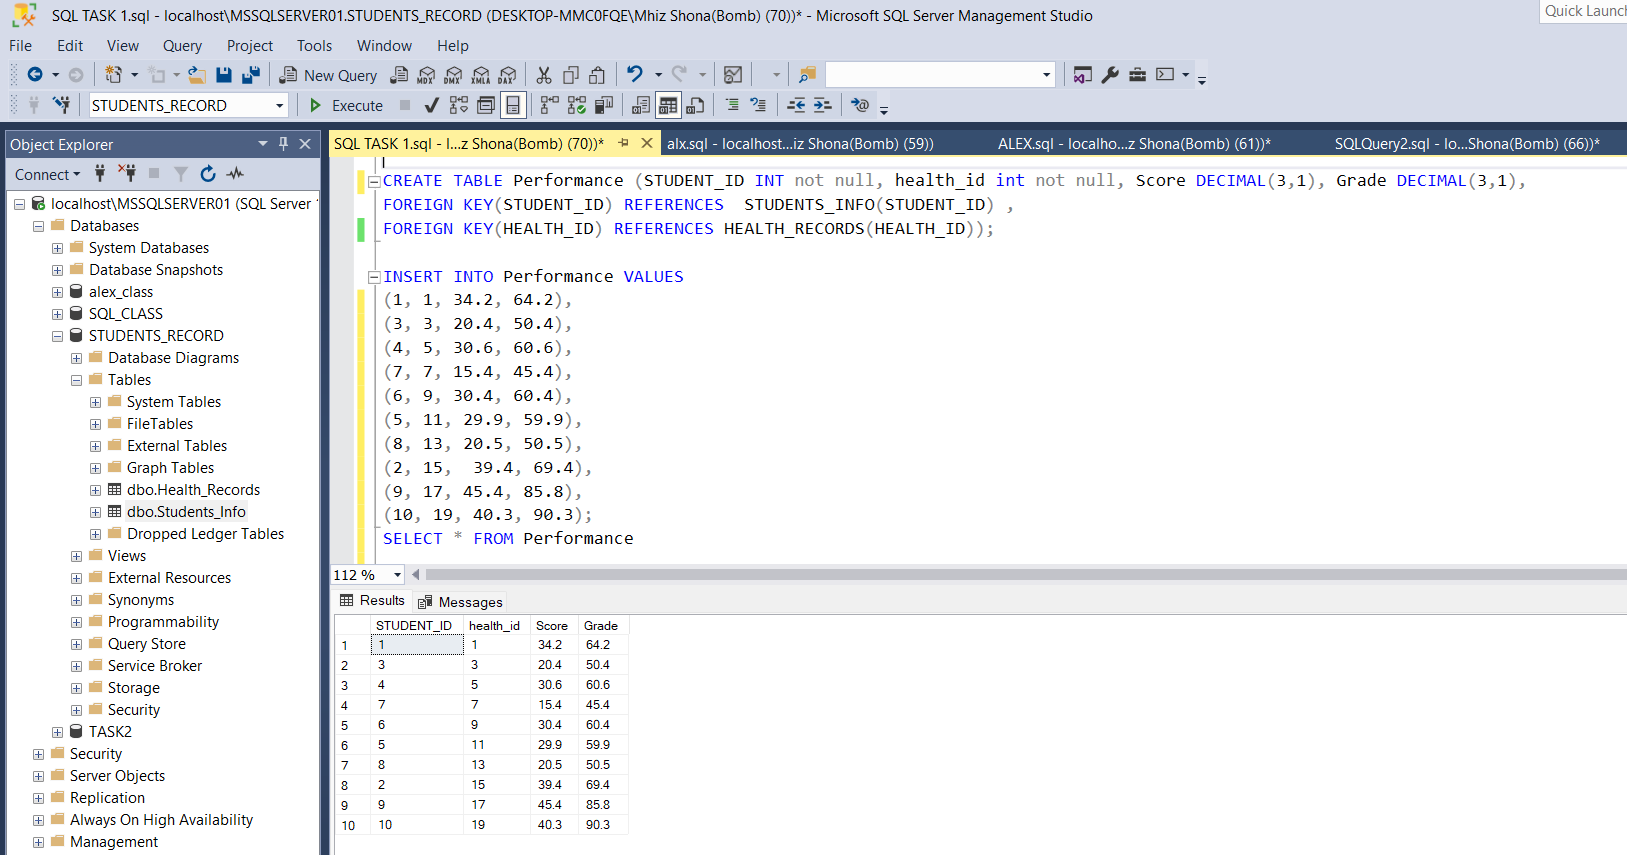 SQL TASK 1.sql - localhost\MSSQLSERVER01.STUDENTS_RECORD (DESKTOP-MMC0FQE\Mhiz Shona(Bomb) (70))* - Microsoft SQL Server Management Studio
Quick Launch
File Edit View Query Project Tools Window Help
New Query
MDX DMX XMLA DAX
STUDENTS_RECORD Execute
Object Explorer
Connect
localhost\MSSQLSERVER01 (SQL Server
Databases
System Databases
Database Snapshots
alex_class
SQL_CLASS
STUDENTS_RECORD
Database Diagrams
Tables
System Tables
FileTables
External Tables
Graph Tables
dbo.Health_Records
dbo.Students_Info
Dropped Ledger Tables
Views
External Resources
Synonyms
Programmability
Query Store
Service Broker
Storage
Security
TASK2
Security
Server Objects
Replication
Always On High Availability
Management
SQL TASK 1.sql - l...z Shona(Bomb) (70))* alx.sql - localhost...iz Shona(Bomb) (59)) ALEX.sql - localho...z Shona(Bomb) (61))* SQLQuery2.sql - lo...Shona(Bomb) (66))*
CREATE TABLE Performance (STUDENT_ID INT not null, health_id int not null, Score DECIMAL(3,1), Grade DECIMAL(3,1),
FOREIGN KEY(STUDENT_ID) REFERENCES  STUDENTS_INFO(STUDENT_ID) ,
FOREIGN KEY(HEALTH_ID) REFERENCES HEALTH_RECORDS(HEALTH_ID));
INSERT INTO Performance VALUES
(1, 1, 34.2, 64.2),
(3, 3, 20.4, 50.4),
(4, 5, 30.6, 60.6),
(7, 7, 15.4, 45.4),
(6, 9, 30.4, 60.4),
(5, 11, 29.9, 59.9),
(8, 13, 20.5, 50.5),
(2, 15,  39.4, 69.4),
(9, 17, 45.4, 85.8),
(10, 19, 40.3, 90.3);
SELECT * FROM Performance
112 %
Results Messages
STUDENT_ID health_id Score Grade
1 1 1 34.2 64.2
2 3 3 20.4 50.4
3 4 5 30.6 60.6
4 7 7 15.4 45.4
5 6 9 30.4 60.4
6 5 11 29.9 59.9
7 8 13 20.5 50.5
8 2 15 39.4 69.4
9 9 17 45.4 85.8
10 10 19 40.3 90.3